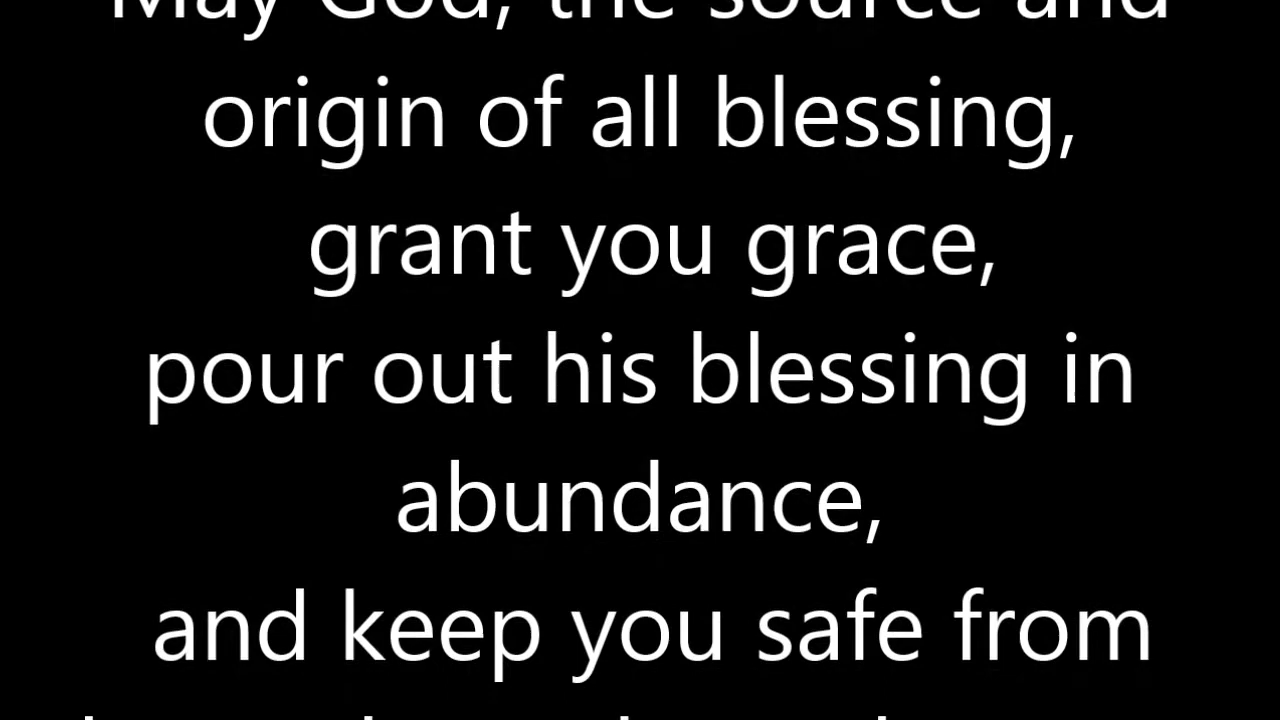 May God, the source and
origin of all blessing,
grant you grace,
pour out his blessing in
abundance,
and keep you safe from